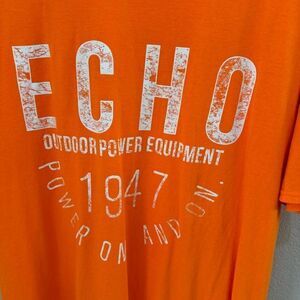 ECHO
OUTDOOR POWER EQUIPMENT
1947
POWER ON AND ON.